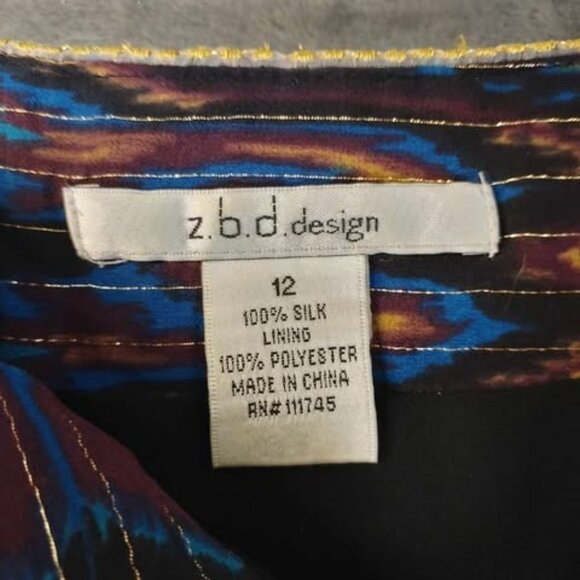 z.b.d.design
12
100% SILK
LINING
100% POLYESTER
MADE IN CHINA
RN# 111745